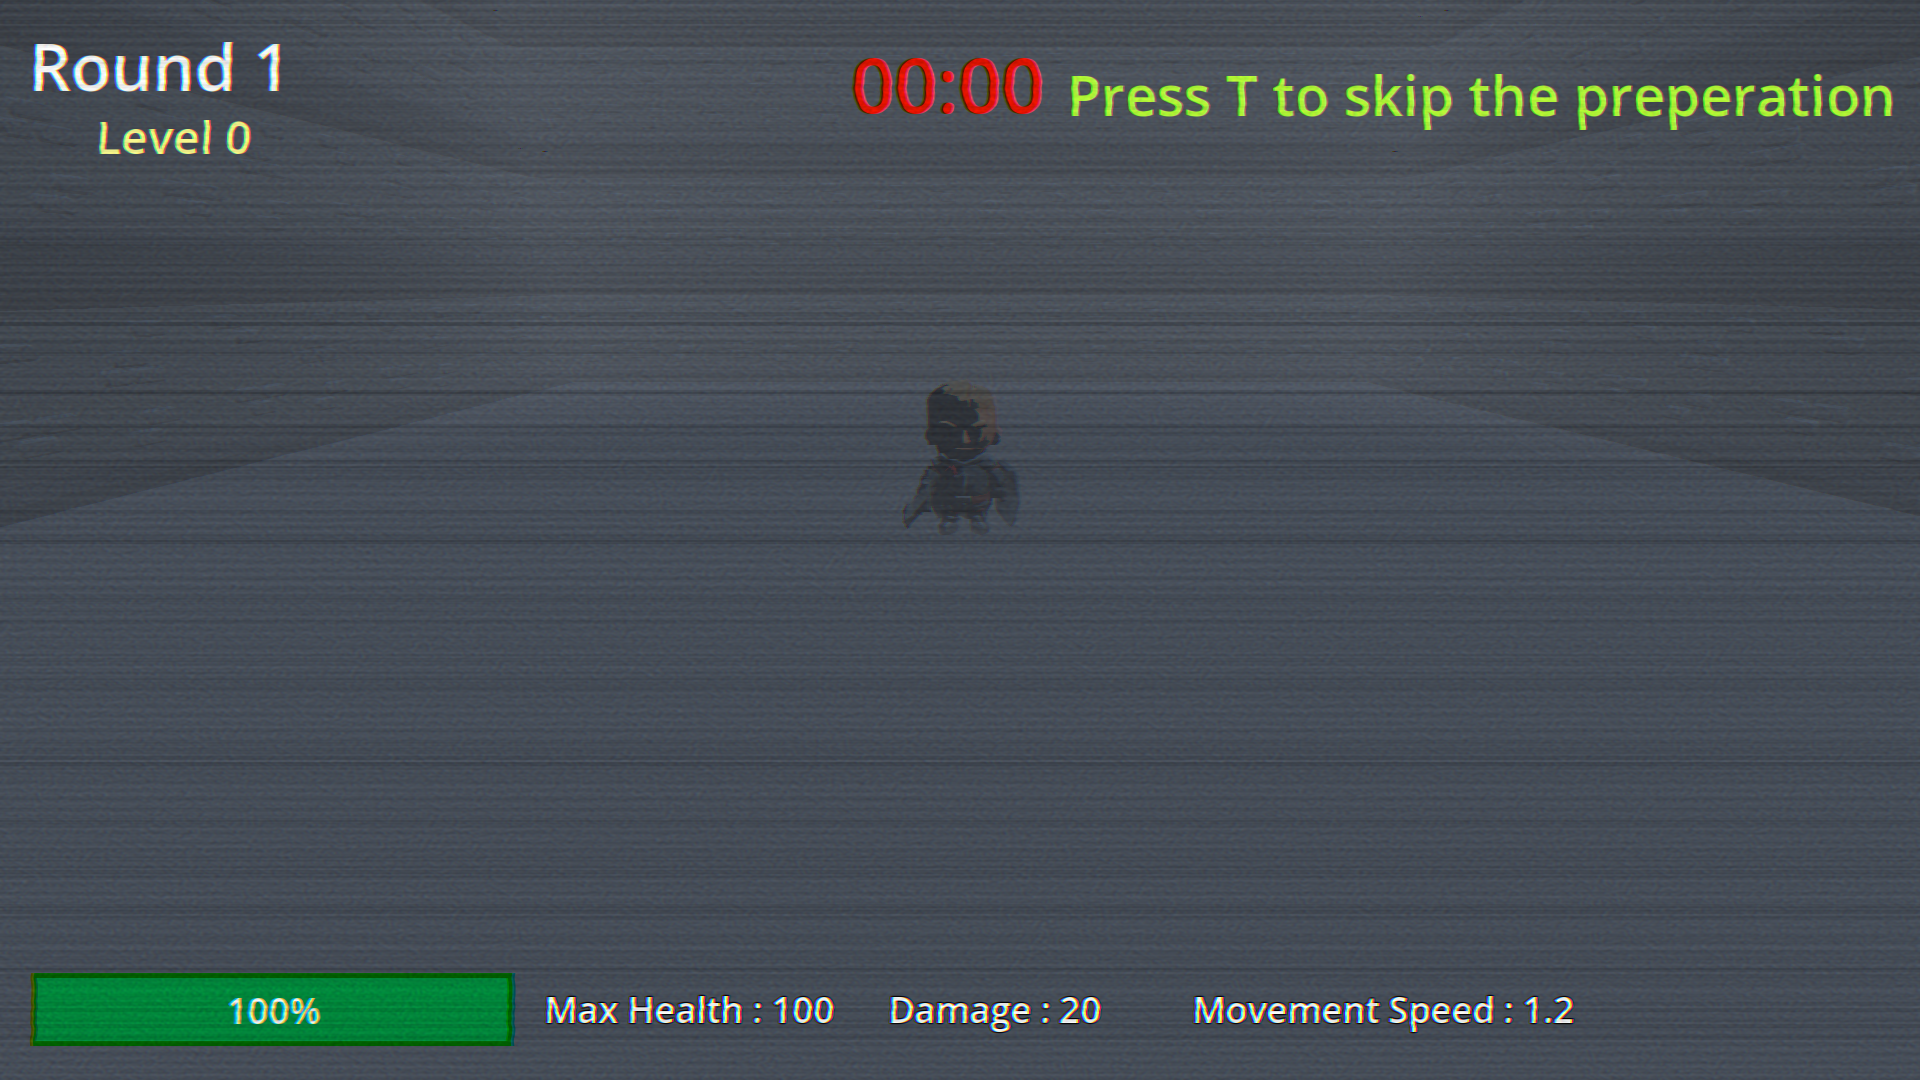 Round 1
Level 0
00:00
Press T to skip the preperation
100%
Max Health : 100
Damage : 20
Movement Speed : 1.2